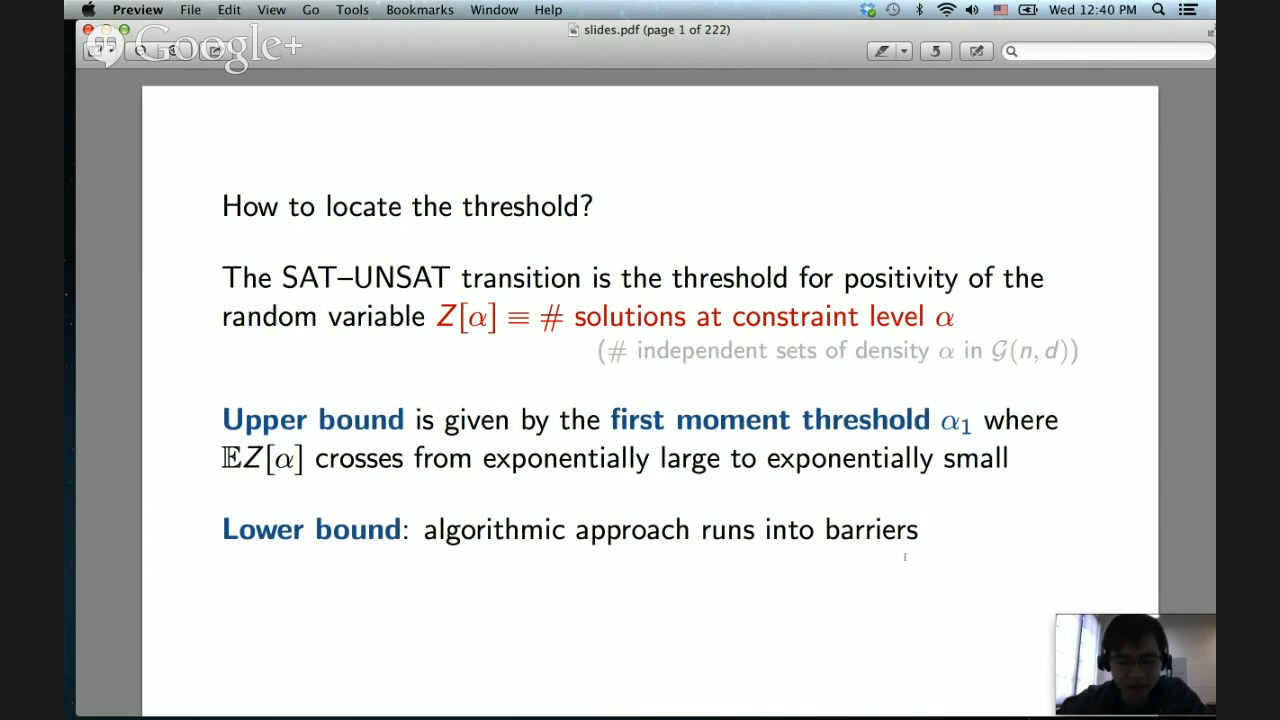 Preview File Edit View Go Tools Bookmarks Window Help Wed 12:40 PM
slides.pdf (page 1 of 222)
Google+
How to locate the threshold?
The SAT–UNSAT transition is the threshold for positivity of the
random variable Z[α] ≡ # solutions at constraint level α
(# independent sets of density α in 𝒢(n, d))
Upper bound is given by the first moment threshold α₁ where
𝔼Z[α] crosses from exponentially large to exponentially small
Lower bound: algorithmic approach runs into barriers